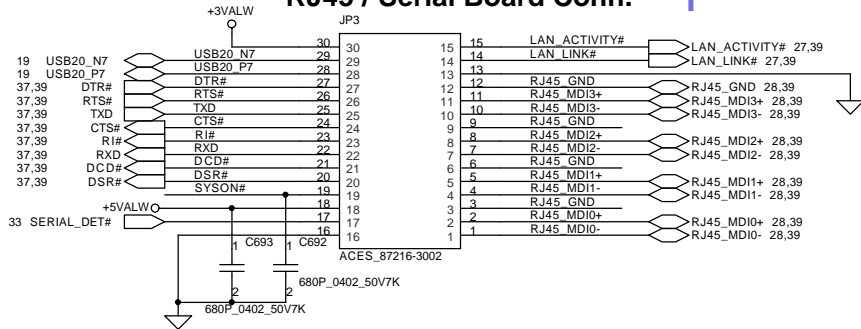 RJ45 / Serial Board Conn.
+3VALW
JP3
30 30 15 15 LAN_ACTIVITY# LAN_ACTIVITY# 27,39
19 USB20_N7 USB20_N7 29 29 14 14 LAN_LINK# LAN_LINK# 27,39
19 USB20_P7 USB20_P7 28 28 13 13
37,39 DTR# DTR# 27 27 12 12 RJ45_GND RJ45_GND 28,39
37,39 RTS# RTS# 26 26 11 11 RJ45_MDI3+ RJ45_MDI3+ 28,39
37,39 TXD TXD 25 25 10 10 RJ45_MDI3- RJ45_MDI3- 28,39
37,39 CTS# CTS# 24 24 9 9 RJ45_GND
37,39 RI# RI# 23 23 8 8 RJ45_MDI2+ RJ45_MDI2+ 28,39
37,39 RXD RXD 22 22 7 7 RJ45_MDI2- RJ45_MDI2- 28,39
37,39 DCD# DCD# 21 21 6 6 RJ45_GND
37,39 DSR# DSR# 20 20 5 5 RJ45_MDI1+ RJ45_MDI1+ 28,39
SYSON# 19 19 4 4 RJ45_MDI1- RJ45_MDI1- 28,39
+5VALW 18 18 3 3 RJ45_GND
33 SERIAL_DET# 17 17 2 2 RJ45_MDI0+ RJ45_MDI0+ 28,39
16 16 1 1 RJ45_MDI0- RJ45_MDI0- 28,39
1 C693 1 C692 ACES_87216-3002
2 2 680P_0402_50V7K
680P_0402_50V7K